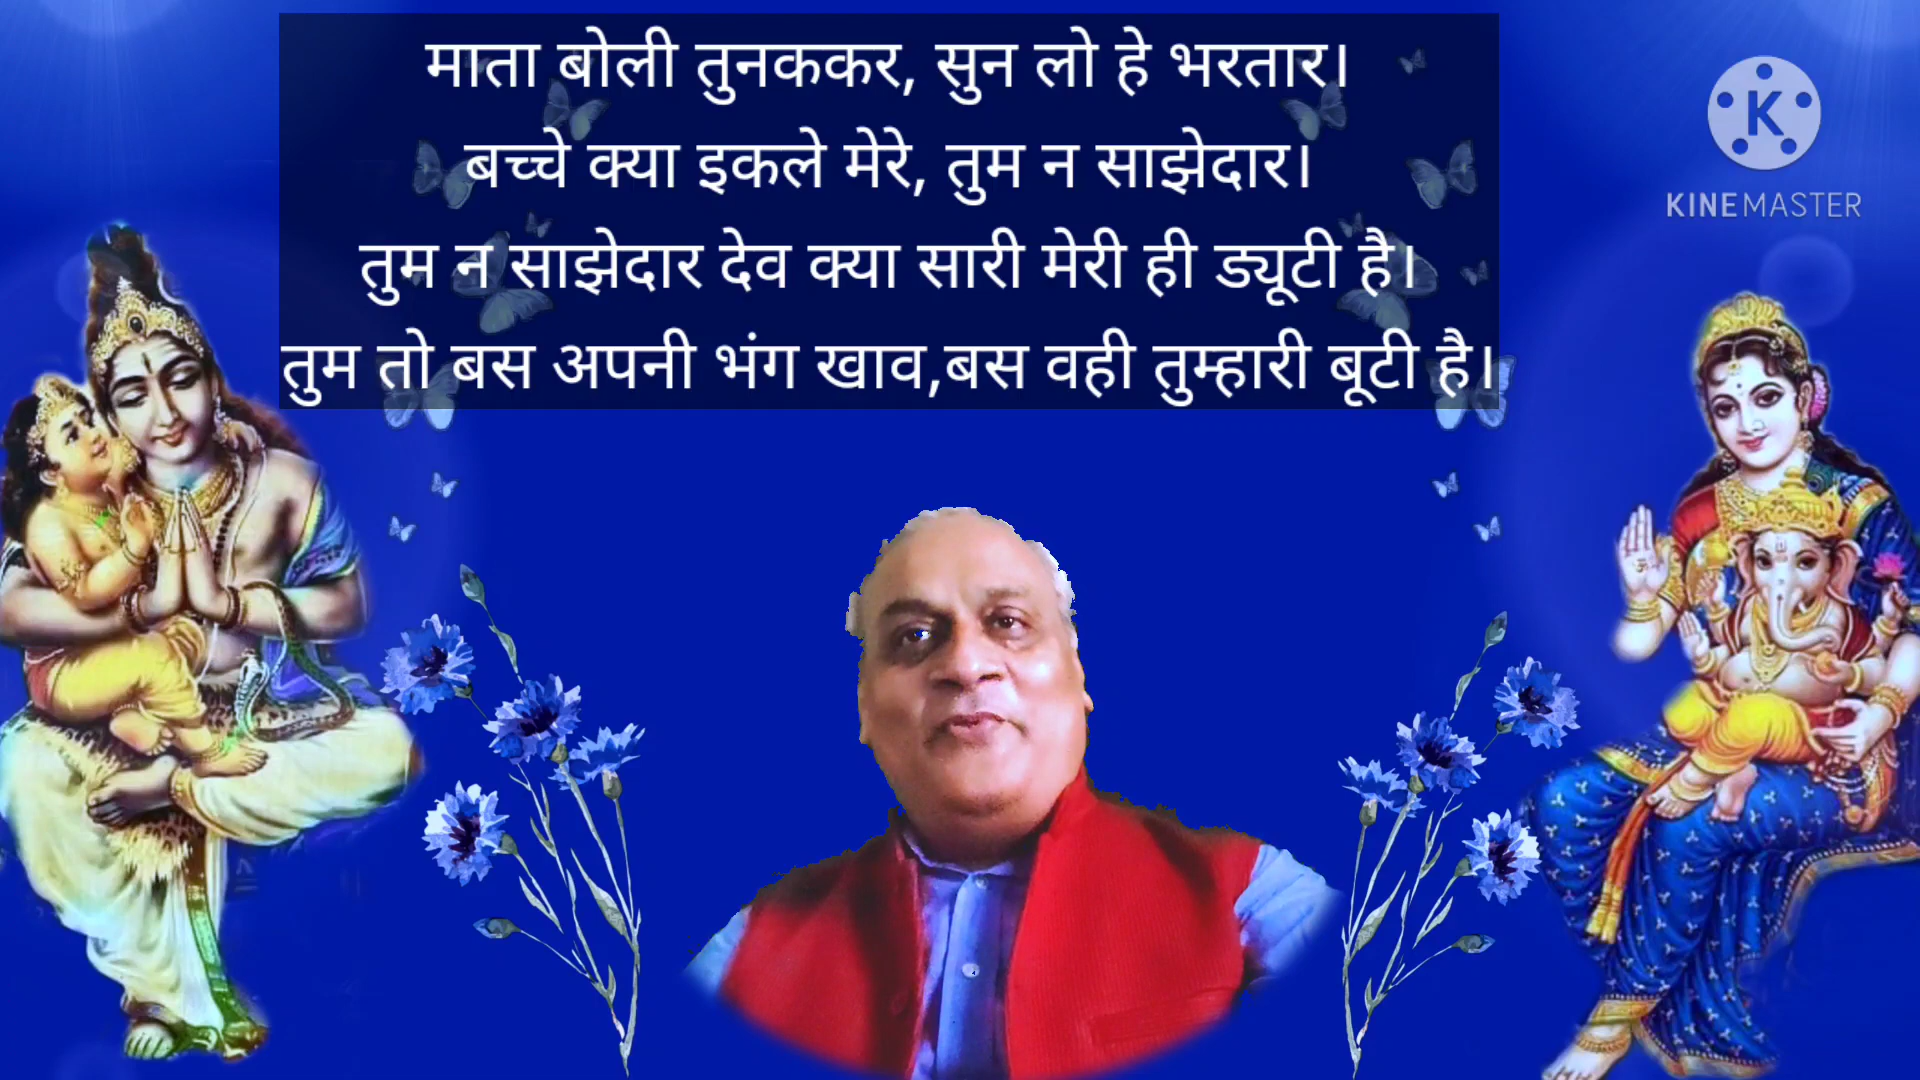 माता बोली तुनककर, सुन लो हे भरतार।
बच्चे क्या इकले मेरे, तुम न साझेदार।
तुम न साझेदार देव क्या सारी मेरी ही ड्यूटी है।
तुम तो बस अपनी भंग खाव,बस वही तुम्हारी बूटी है।
K
KINEMASTER